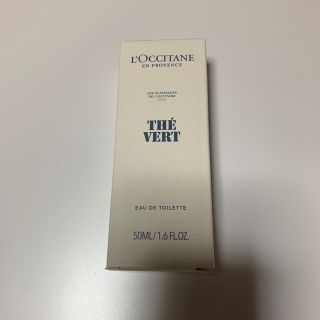 L'OCCITANE
EN PROVENCE
LES CLASSIQUES
DE L'OCCITANE
THÉ
VERT
EAU DE TOILETTE
50ML/1.6 FL.OZ.